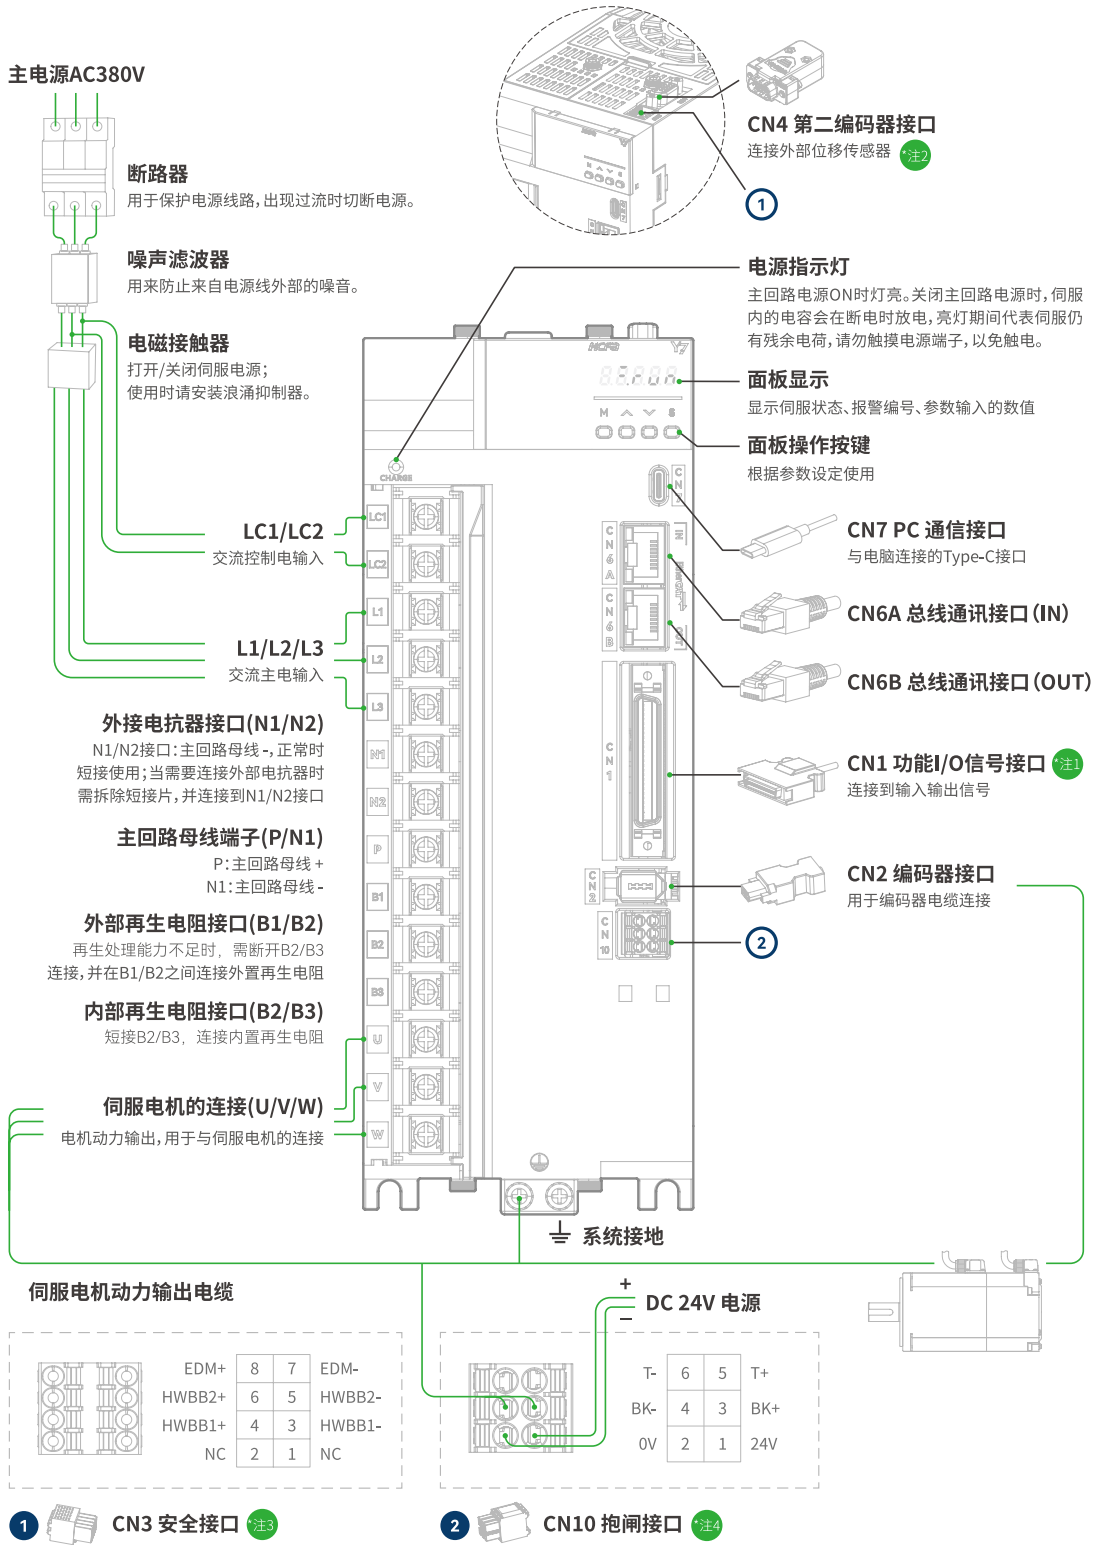 主电源AC380V
断路器
用于保护电源线路,出现过流时切断电源。
噪声滤波器
用来防止来自电源线外部的噪音。
电磁接触器
打开/关闭伺服电源;
使用时请安装浪涌抑制器。
CN4 第二编码器接口
连接外部位移传感器 *注2
1
电源指示灯
主回路电源ON时灯亮。关闭主回路电源时,伺服
内的电容会在断电时放电,亮灯期间代表伺服仍
有残余电荷,请勿触摸电源端子,以免触电。
面板显示
显示伺服状态、报警编号、参数输入的数值
面板操作按键
根据参数设定使用
CN7 PC 通信接口
与电脑连接的Type-C接口
CN6A 总线通讯接口(IN)
CN6B 总线通讯接口(OUT)
CN1 功能I/O信号接口 *注1
连接到输入输出信号
CN2 编码器接口
用于编码器电缆连接
2
HCFA Y7
run
M S
CHARGE
LC1
LC2
L1
L2
L3
N1
N2
P
B1
B2
B3
U
V
W
CN7
CN6A
IN
EtherCAT
CN6B
OUT
CN1
CN2
CN10
LC1/LC2
交流控制电输入
L1/L2/L3
交流主电输入
外接电抗器接口(N1/N2)
N1/N2接口:主回路母线-,正常时
短接使用;当需要连接外部电抗器时
需拆除短接片,并连接到N1/N2接口
主回路母线端子(P/N1)
P:主回路母线+
N1:主回路母线-
外部再生电阻接口(B1/B2)
再生处理能力不足时,需断开B2/B3
连接,并在B1/B2之间连接外置再生电阻
内部再生电阻接口(B2/B3)
短接B2/B3,连接内置再生电阻
伺服电机的连接(U/V/W)
电机动力输出,用于与伺服电机的连接
系统接地
伺服电机动力输出电缆
+
DC 24V 电源
−
EDM+ 8 7 EDM-
HWBB2+ 6 5 HWBB2-
HWBB1+ 4 3 HWBB1-
NC 2 1 NC
T- 6 5 T+
BK- 4 3 BK+
0V 2 1 24V
1 CN3 安全接口 *注3
2 CN10 抱闸接口 *注4